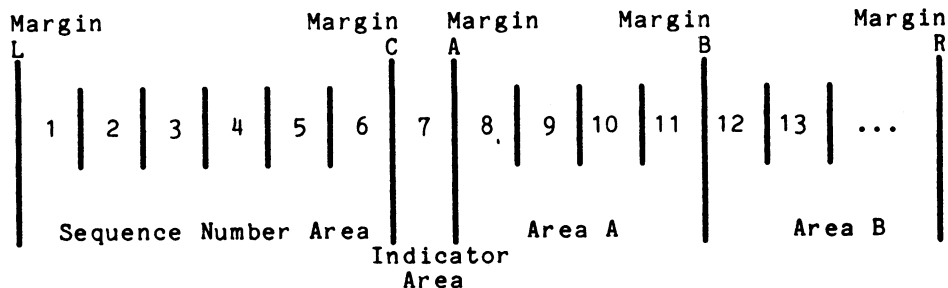 Margin Margin Margin Margin Margin
L C A B R
1 2 3 4 5 6 7 8 9 10 11 12 13 ...
Sequence Number Area Area A Area B
Indicator
Area